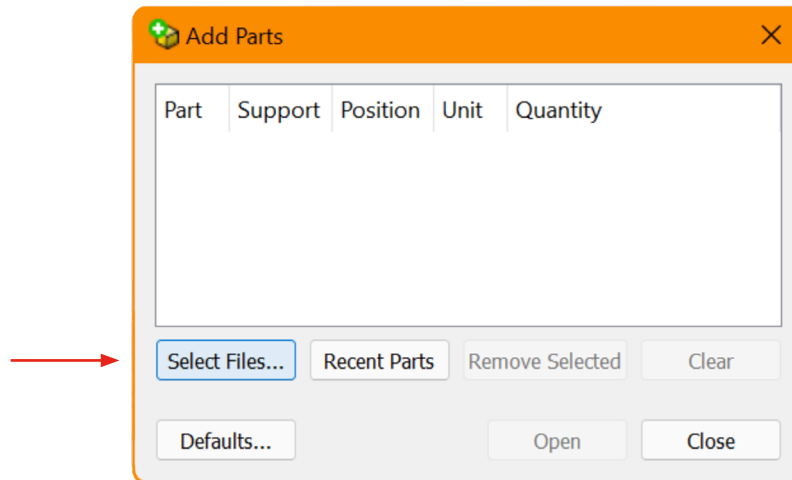 Add Parts
Part Support Position Unit Quantity
Select Files... Recent Parts Remove Selected Clear
Defaults... Open Close